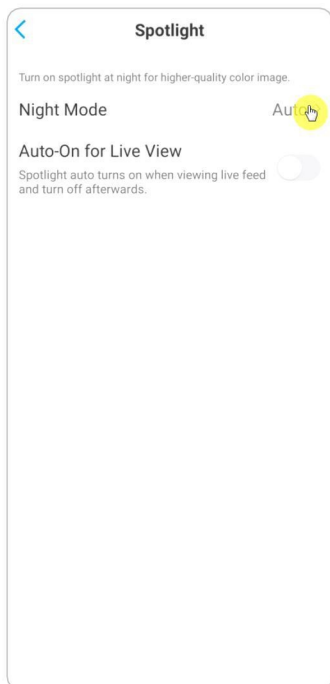 Spotlight
Turn on spotlight at night for higher-quality color image.
Night Mode
Auto
Auto-On for Live View
Spotlight auto turns on when viewing live feed
and turn off afterwards.